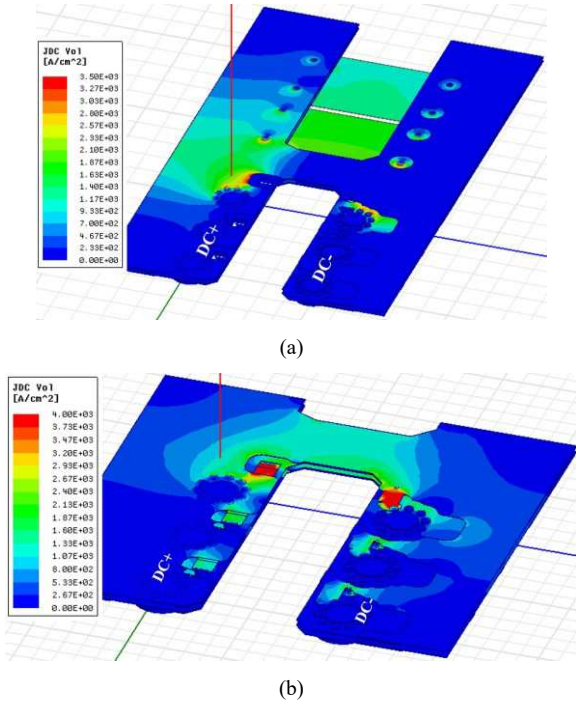 JDC Vol
[A/cm^2]
3.50E+03
3.27E+03
3.03E+03
2.80E+03
2.57E+03
2.33E+03
2.10E+03
1.87E+03
1.63E+03
1.40E+03
1.17E+03
9.33E+02
7.00E+02
4.67E+02
2.33E+02
0.00E+00
DC+
DC-
(a)
JDC Vol
[A/cm^2]
4.00E+03
3.73E+03
3.47E+03
3.20E+03
2.93E+03
2.67E+03
2.40E+03
2.13E+03
1.87E+03
1.60E+03
1.33E+03
1.07E+03
8.00E+02
5.33E+02
2.67E+02
0.00E+00
DC+
DC-
(b)